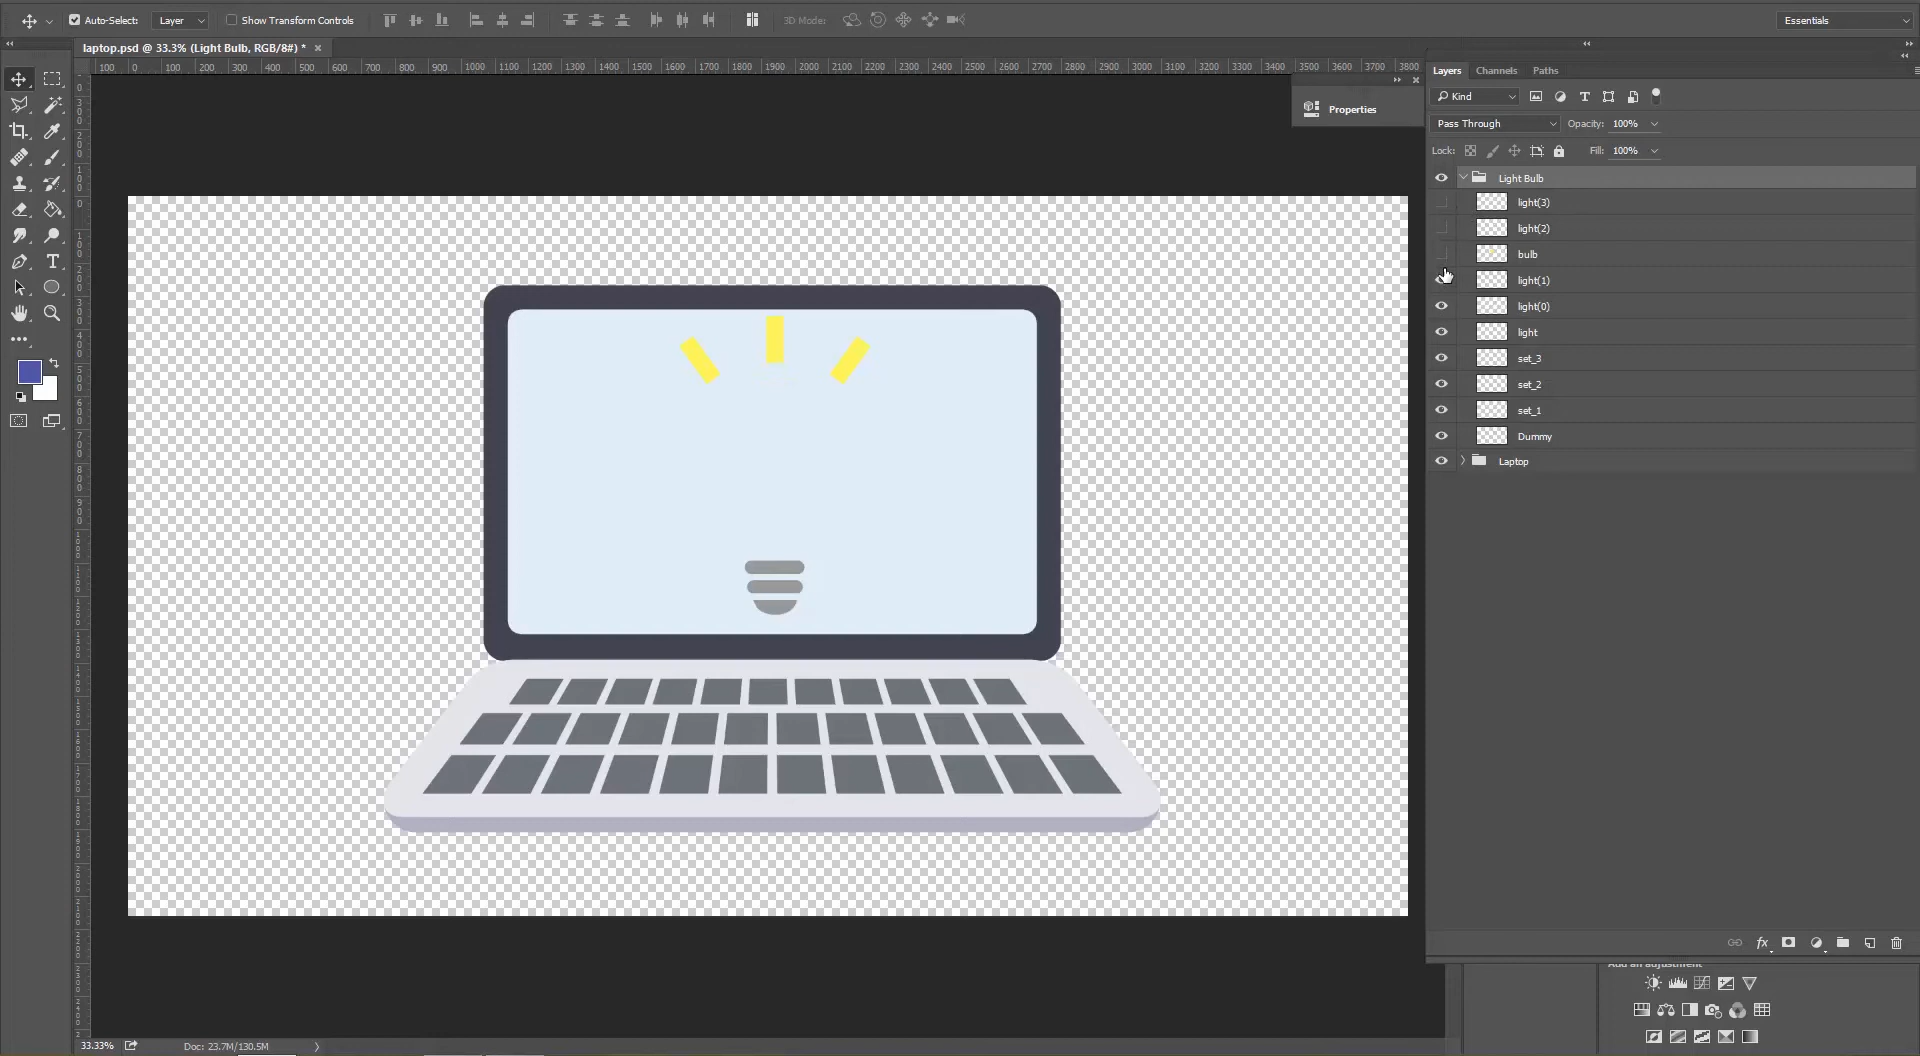 Auto-Select: Layer Show Transform Controls 3D Mode: Essentials
laptop.psd @ 33.3% (Light Bulb, RGB/8#) *
100 0 100 200 300 400 500 600 700 800 900 1000 1100 1200 1300 1400 1500 1600 1700 1800 1900 2000 2100 2200 2300 2400 2500 2600 2700 2800 2900 3000 3100 3200 3300 3400 3500 3600 3700 3800
Properties
Layers Channels Paths
Kind
Pass Through Opacity: 100%
Lock: Fill: 100%
Light Bulb
light(3)
light(2)
bulb
light(1)
light(0)
light
set_3
set_2
set_1
Dummy
Laptop
fx
Add an adjustment
33.33% Doc: 23.7M/130.5M